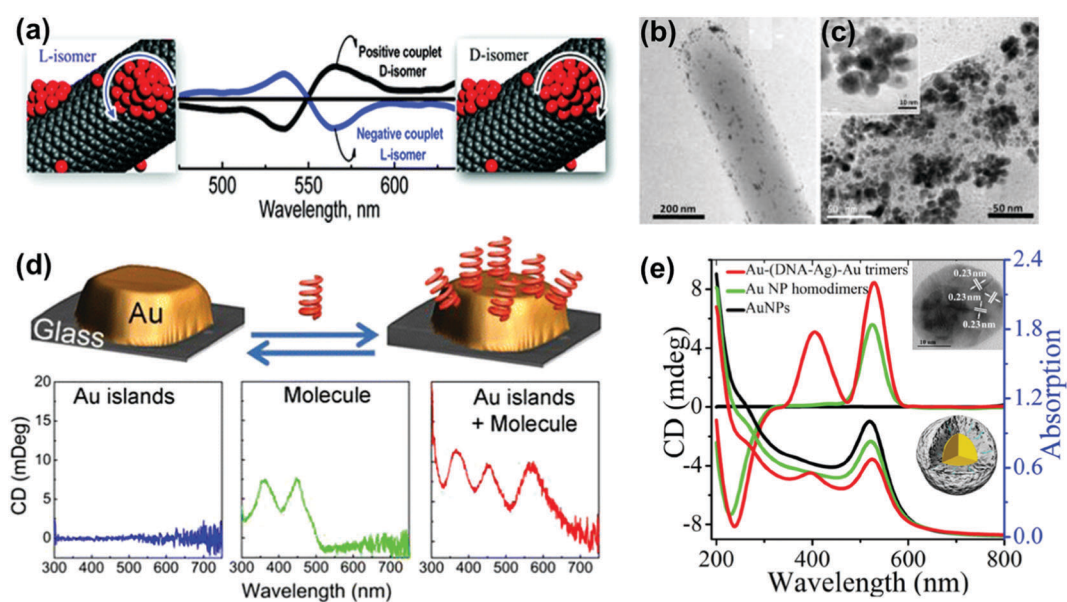 (a)
L-isomer
Positive couplet
D-isomer
Negative couplet
L-isomer
D-isomer
500 550 600
Wavelength, nm
(b)
200 nm
(c)
10 nm
50 nm
(d)
Au
Glass
Au islands
Molecule
Au islands
+ Molecule
CD (mDeg)
20
15
10
5
0
300 400 500 600 700
300 400 500 600 700
300 400 500 600 700
Wavelength (nm)
(e)
Au-(DNA-Ag)-Au trimers
Au NP homodimers
AuNPs
0.23nm
0.23nm
0.23nm
10 nm
CD (mdeg)
8
4
0
-4
-8
2.4
1.8
1.2
0.6
0.0
Absorption
200 300 400 500 600 700 800
Wavelength (nm)